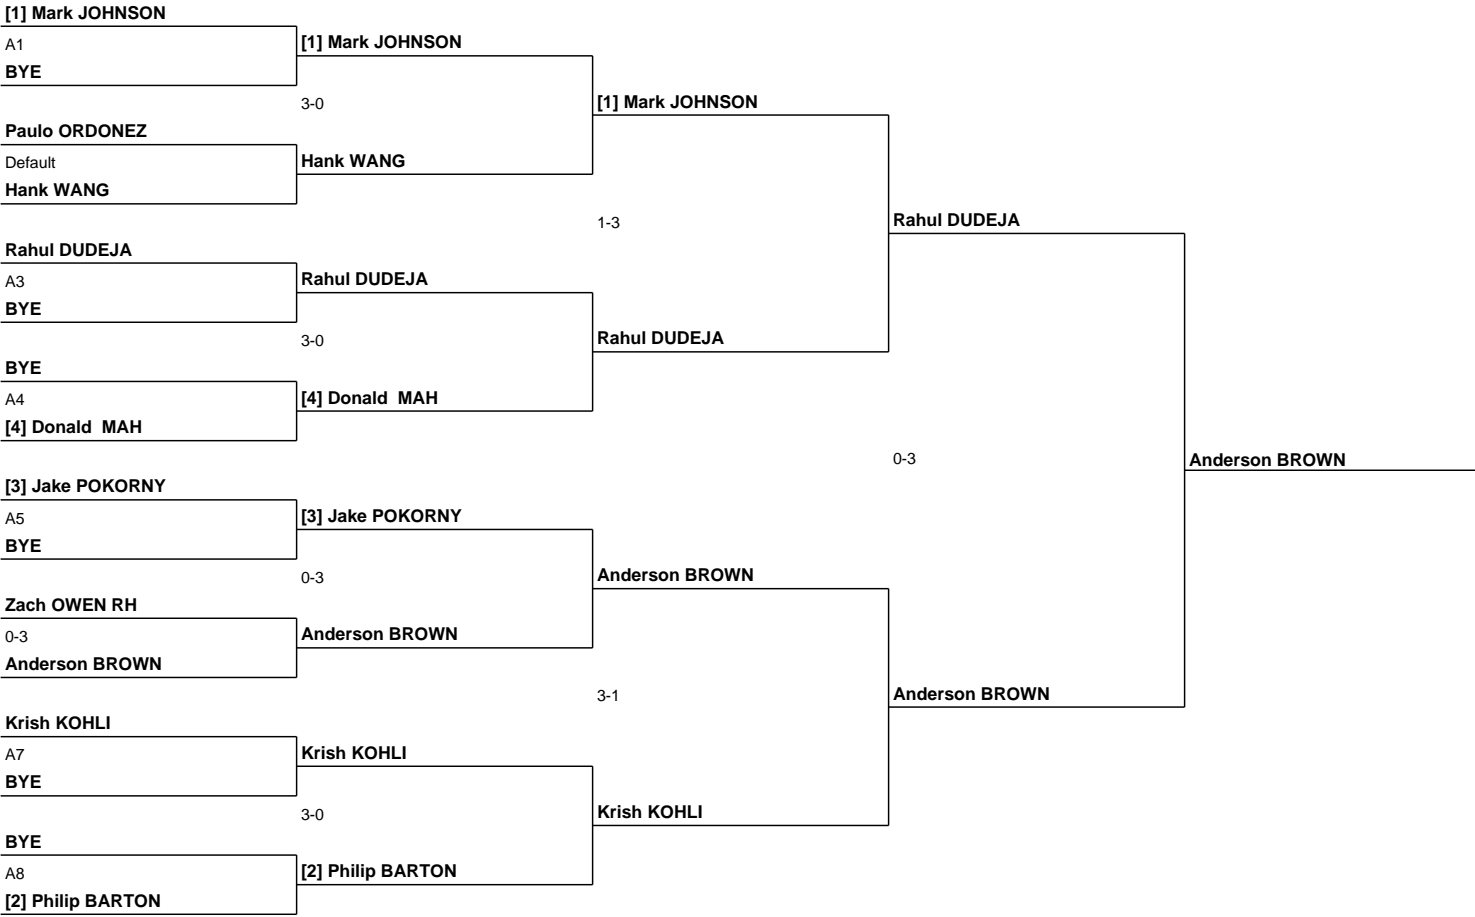 [1] Mark JOHNSON
A1
BYE
Paulo ORDONEZ
Default
Hank WANG
Rahul DUDEJA
A3
BYE
BYE
A4
[4] Donald  MAH
[3] Jake POKORNY
A5
BYE
Zach OWEN RH
0-3
Anderson BROWN
Krish KOHLI
A7
BYE
BYE
A8
[2] Philip BARTON
[1] Mark JOHNSON
3-0
Hank WANG
Rahul DUDEJA
3-0
[4] Donald  MAH
[3] Jake POKORNY
0-3
Anderson BROWN
Krish KOHLI
3-0
[2] Philip BARTON
[1] Mark JOHNSON
1-3
Rahul DUDEJA
Anderson BROWN
3-1
Krish KOHLI
Rahul DUDEJA
0-3
Anderson BROWN
Anderson BROWN